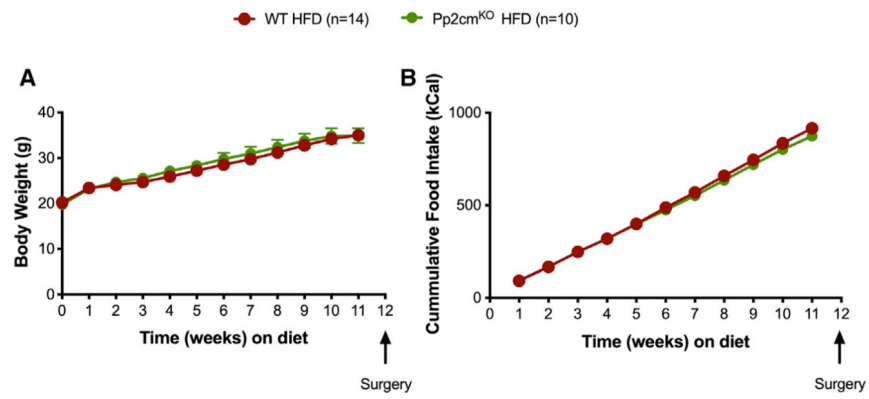 WT HFD (n=14) Pp2cmKO HFD (n=10)
A
Body Weight (g)
40
30
20
10
0
0 1 2 3 4 5 6 7 8 9 10 11 12
Time (weeks) on diet
Surgery
B
Cummulative Food Intake (kCal)
1000
500
0
0 1 2 3 4 5 6 7 8 9 10 11 12
Time (weeks) on diet
Surgery